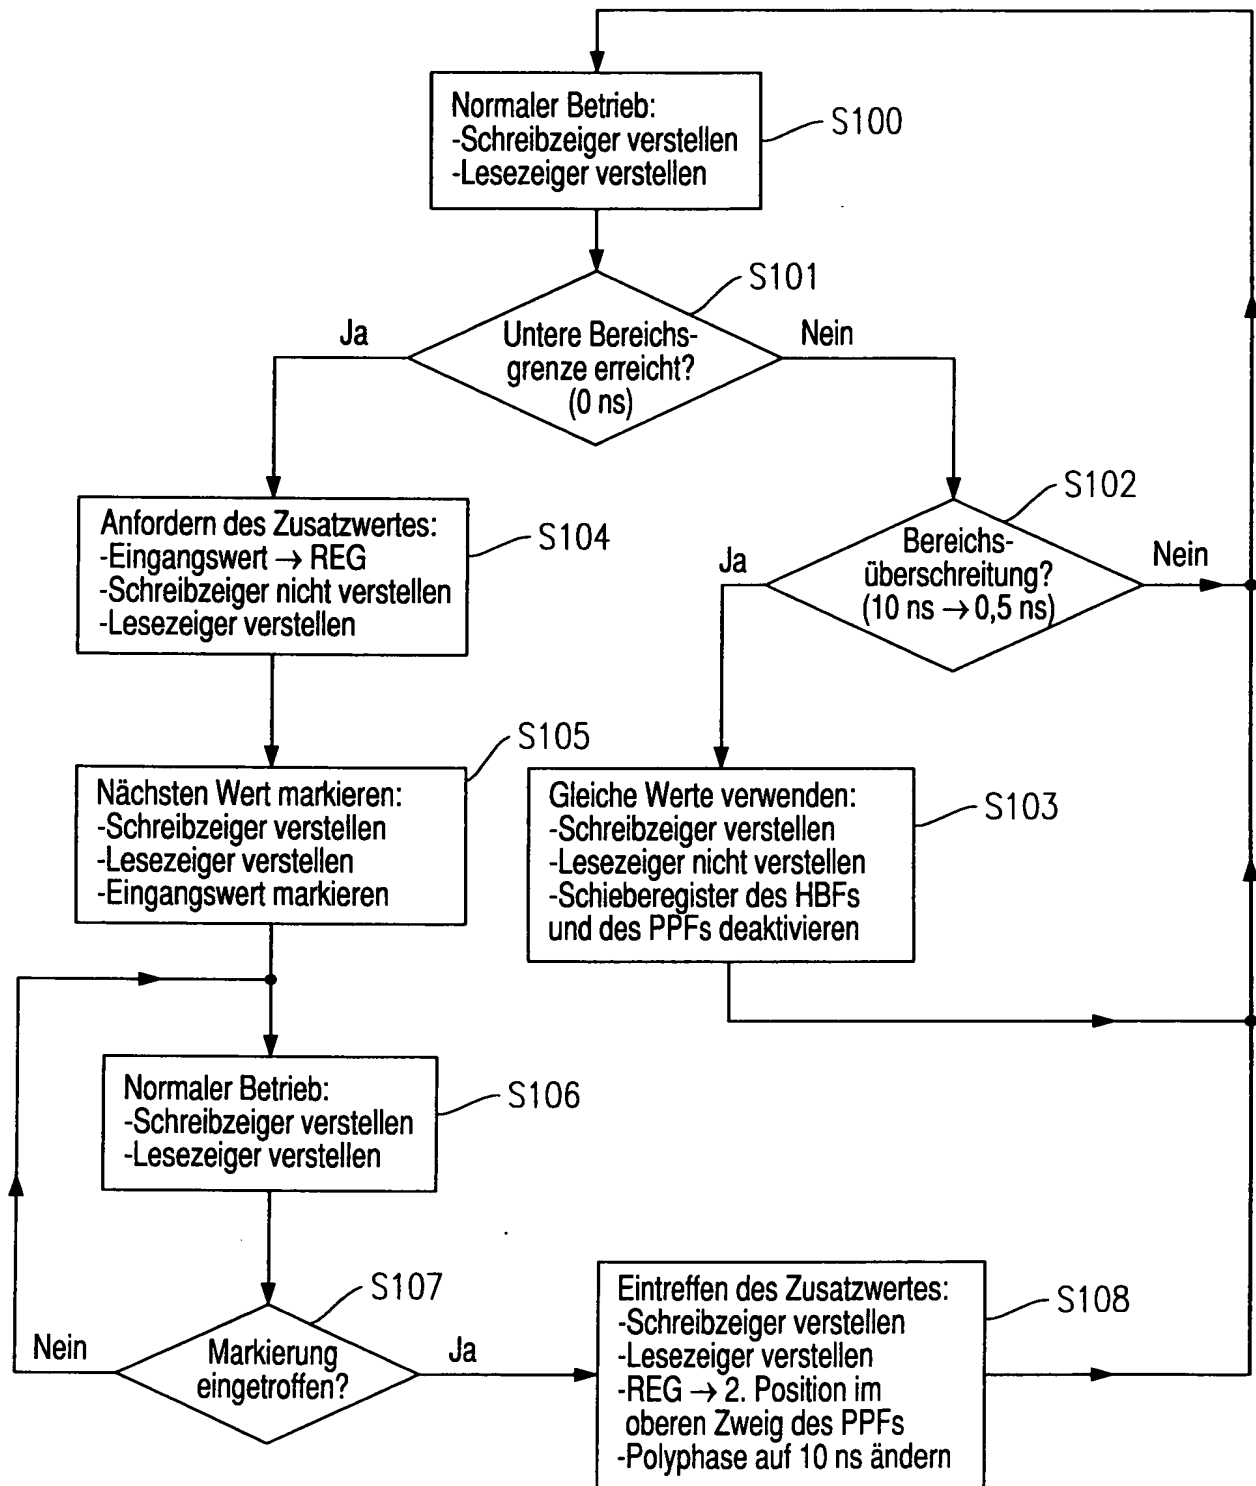 Normaler Betrieb:
-Schreibzeiger verstellen
-Lesezeiger verstellen
S100
S101
Ja
Untere Bereichs-
grenze erreicht?
(0 ns)
Nein
S102
Ja
Bereichs-
überschreitung?
(10 ns → 0,5 ns)
Nein
Anfordern des Zusatzwertes:
-Eingangswert → REG
-Schreibzeiger nicht verstellen
-Lesezeiger verstellen
S104
S105
Nächsten Wert markieren:
-Schreibzeiger verstellen
-Lesezeiger verstellen
-Eingangswert markieren
Gleiche Werte verwenden:
-Schreibzeiger verstellen
-Lesezeiger nicht verstellen
-Schieberegister des HBFs
und des PPFs deaktivieren
S103
Normaler Betrieb:
-Schreibzeiger verstellen
-Lesezeiger verstellen
S106
S107
Nein
Markierung
eingetroffen?
Ja
Eintreffen des Zusatzwertes:
-Schreibzeiger verstellen
-Lesezeiger verstellen
-REG → 2. Position im
oberen Zweig des PPFs
-Polyphase auf 10 ns ändern
S108